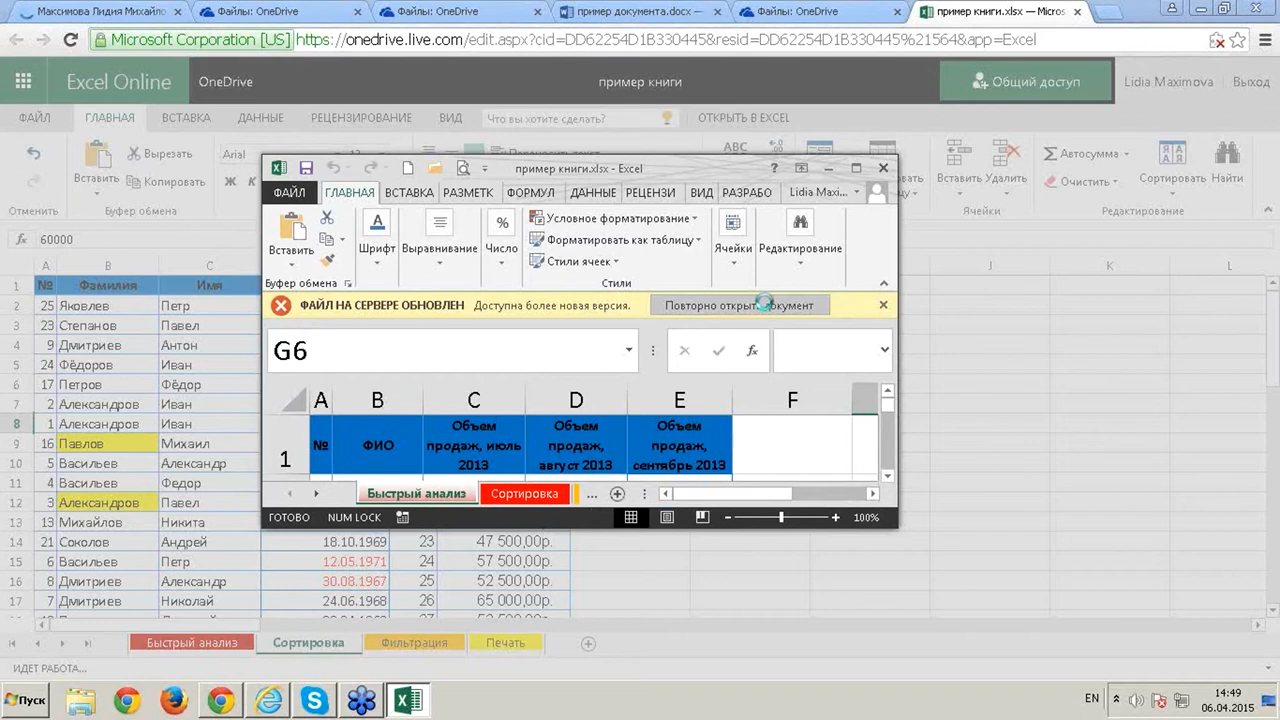 Максимова Лидия Михайло
Файлы: OneDrive
Файлы: OneDrive
пример документа.docx —
Файлы: OneDrive
пример книги.xlsx — Micros
Microsoft Corporation [US] https://onedrive.live.com/edit.aspx?cid=DD62254D1B330445&resid=DD62254D1B330445%21564&app=Excel
Excel Online OneDrive пример книги Общий доступ Lidia Maximova Выход
ФАЙЛ ГЛАВНАЯ ВСТАВКА ДАННЫЕ РЕЦЕНЗИРОВАНИЕ ВИД Что вы хотите сделать? ОТКРЫТЬ В EXCEL
Вырезать Arial Автосумма
Вставить Копировать Вставить Удалить Очистить Сортировать Найти
Отменить Буфер обмена Ячейки Редактирование
fx 60000
A B C J K L
1 № Фамилия Имя
2 25 Яковлев Петр
3 23 Степанов Павел
4 9 Дмитриев Антон
5 24 Фёдоров Иван
6 17 Петров Фёдор
7 2 Александров Иван
8 1 Александров Иван
9 16 Павлов Михаил
10 5 Васильев Александр
11 4 Васильев Федор
12 3 Александров Павел
13 13 Михайлов Никита
14 21 Соколов Андрей 18.10.1969 23 47 500,00р.
15 6 Васильев Петр 12.05.1971 24 57 500,00р.
16 8 Дмитриев Александр 30.08.1967 25 52 500,00р.
17 7 Дмитриев Николай 24.06.1968 26 65 000,00р.
Быстрый анализ Сортировка Фильтрация Печать
ИДЕТ РАБОТА...
пример книги.xlsx - Excel
ФАЙЛ ГЛАВНАЯ ВСТАВКА РАЗМЕТК ФОРМУЛ ДАННЫЕ РЕЦЕНЗИ ВИД РАЗРАБО Lidia Maxi...
Условное форматирование
Вставить Шрифт Выравнивание Число Форматировать как таблицу Ячейки Редактирование
Стили ячеек
Буфер обмена Стили
ФАЙЛ НА СЕРВЕРЕ ОБНОВЛЕН Доступна более новая версия. Повторно открыть документ
G6 fx
A B C D E F
1 № ФИО
Объем продаж, июль 2013
Объем продаж, август 2013
Объем продаж, сентябрь 2013
Быстрый анализ Сортировка ...
ГОТОВО NUM LOCK 100%
Пуск EN 14:49
06.04.2015